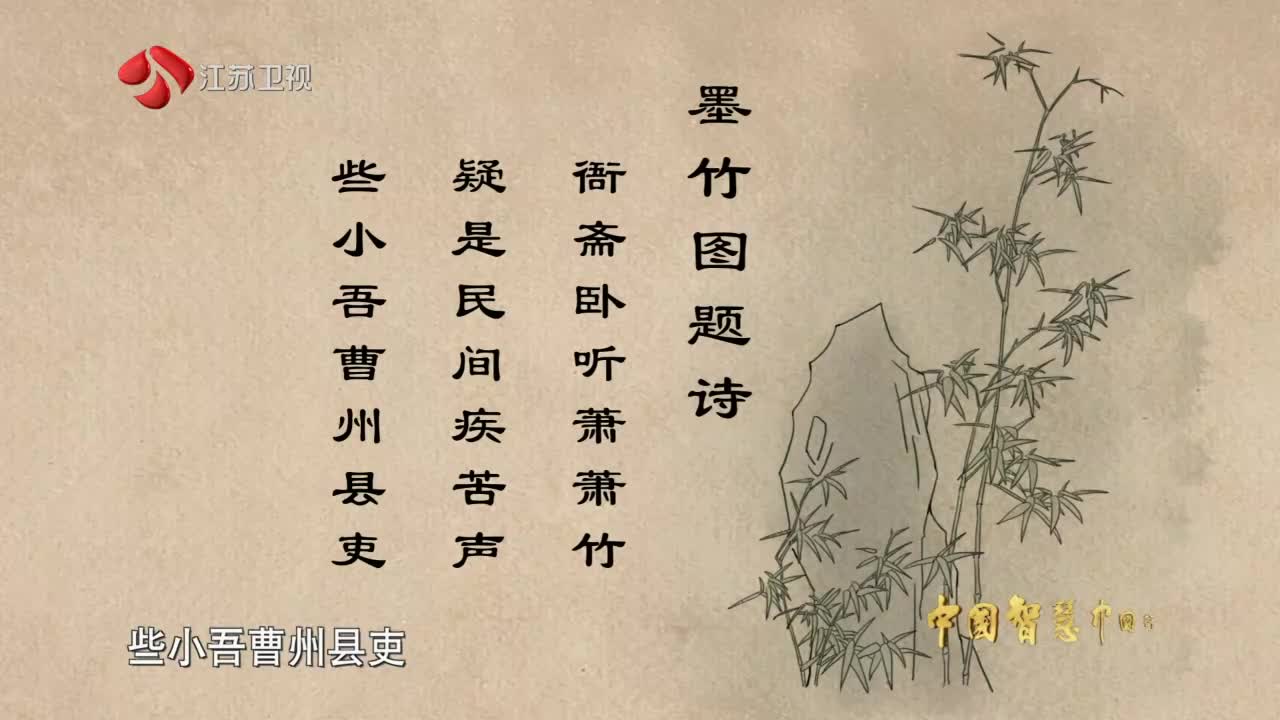 江苏卫视
墨竹图题诗
衙斋卧听萧萧竹
疑是民间疾苦声
些小吾曹州县吏
些小吾曹州县吏
中国智慧中国